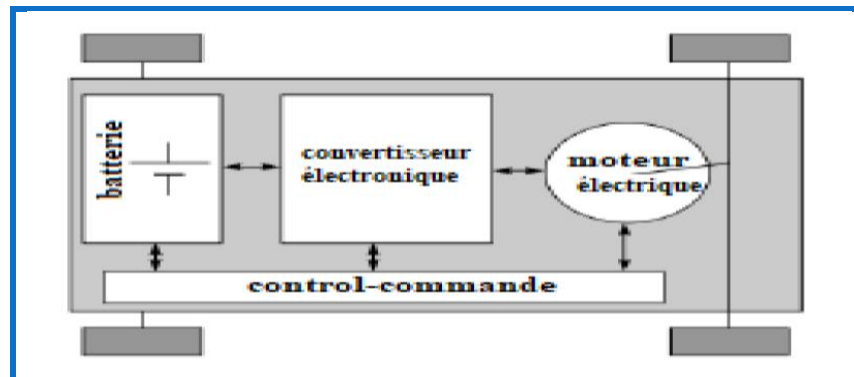 batterie
convertisseur
électronique
moteur
électrique
control-commande